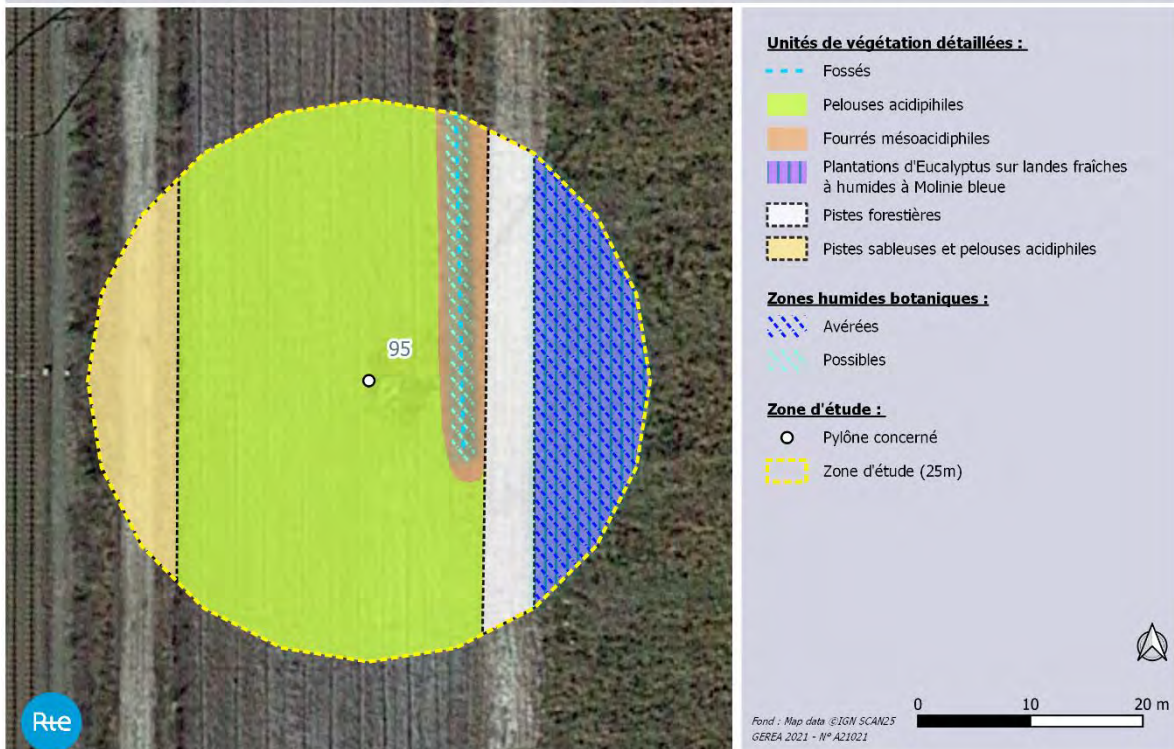 95
Rte
Unités de végétation détaillées :
Fossés
Pelouses acidipihiles
Fourrés mésoacidiphiles
Plantations d'Eucalyptus sur landes fraîches
à humides à Molinie bleue
Pistes forestières
Pistes sableuses et pelouses acidiphiles
Zones humides botaniques :
Avérées
Possibles
Zone d'étude :
Pylône concerné
Zone d'étude (25m)
0 10 20 m
Fond : Map data ©IGN SCAN25
GEREA 2021 - N° A21021